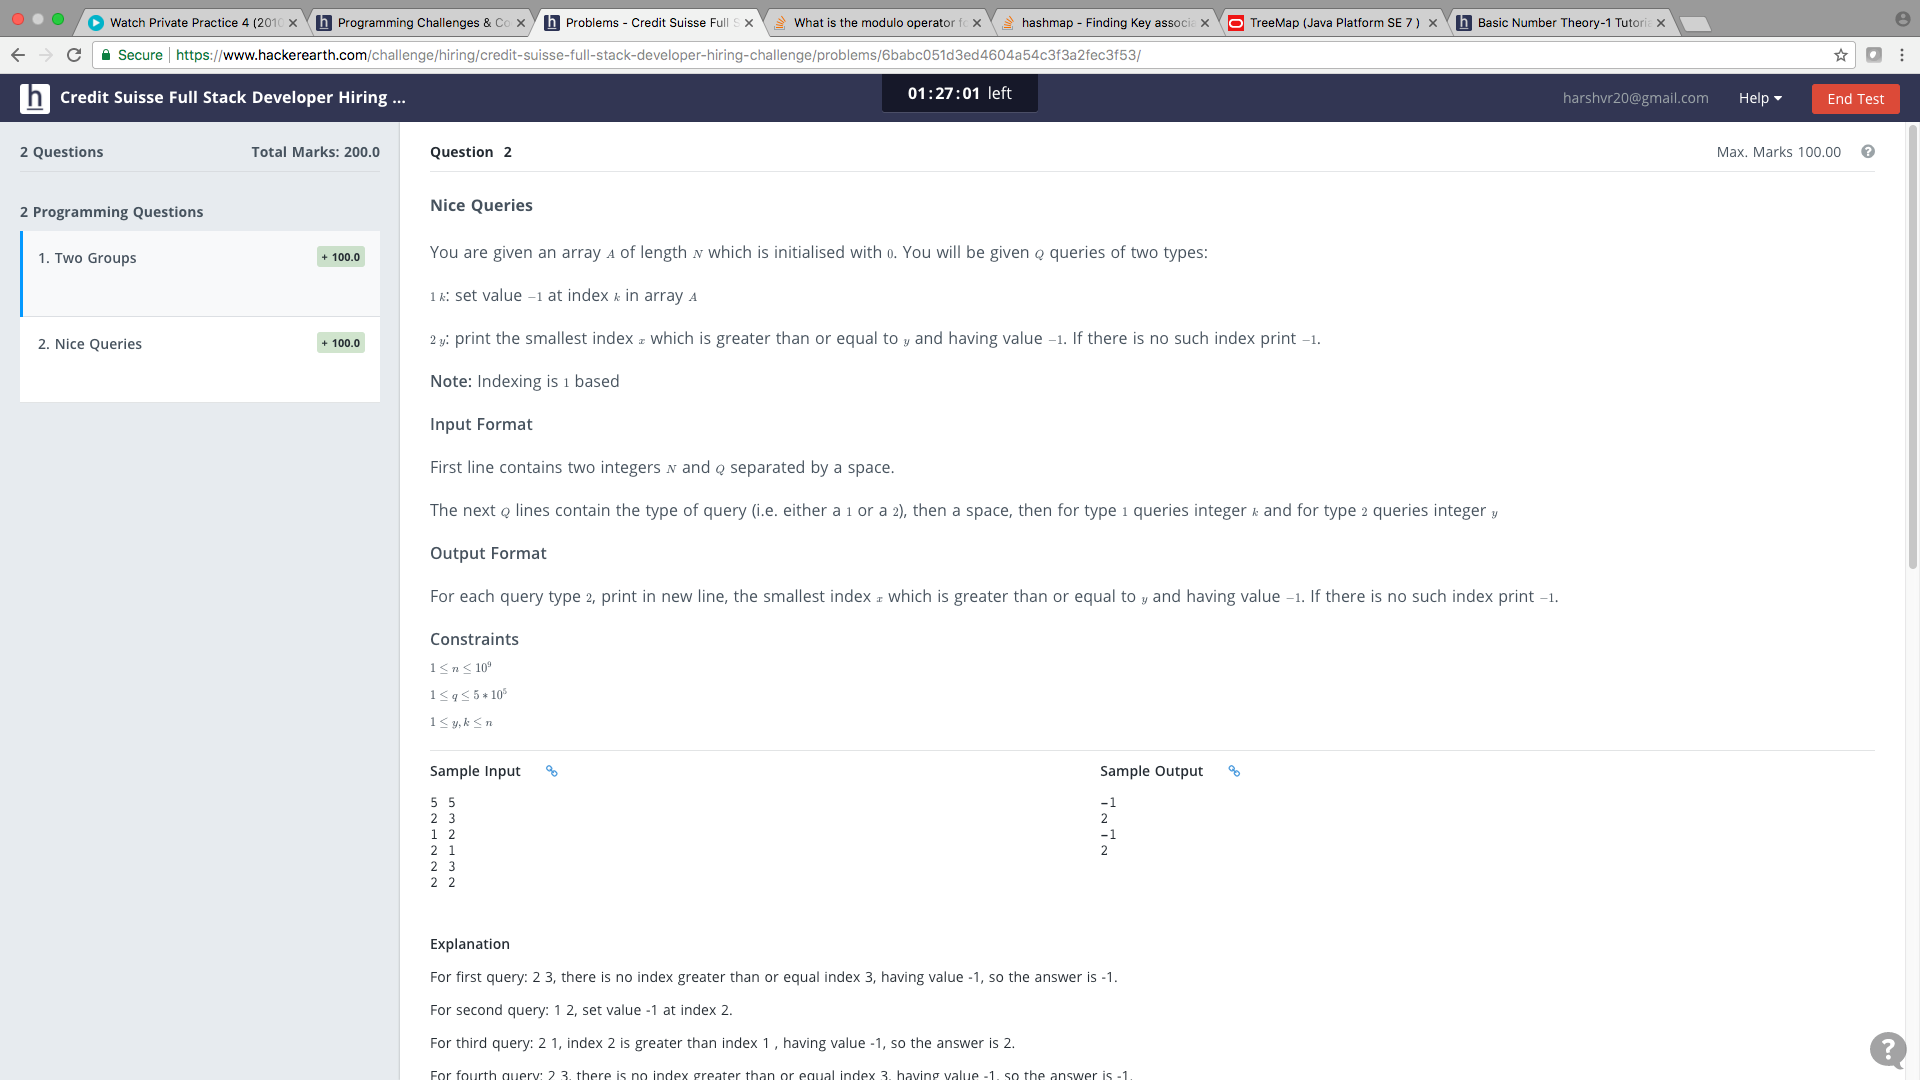 Watch Private Practice 4 (201
Programming Challenges & Co
Problems - Credit Suisse Full S
What is the modulo operator f
hashmap - Finding Key associa
TreeMap (Java Platform SE 7 )
Basic Number Theory-1 Tutoria
Secure https://www.hackerearth.com/challenge/hiring/credit-suisse-full-stack-developer-hiring-challenge/problems/6babc051d3ed4604a54c3f3a2fec3f53/
h Credit Suisse Full Stack Developer Hiring ...
01:27:01 left
harshvr20@gmail.com Help End Test
2 Questions Total Marks: 200.0
2 Programming Questions
1. Two Groups + 100.0
2. Nice Queries + 100.0
Question 2 Max. Marks 100.00 ?
Nice Queries
You are given an array A of length N which is initialised with 0. You will be given Q queries of two types:
1 k: set value −1 at index k in array A
2 y: print the smallest index x which is greater than or equal to y and having value −1. If there is no such index print −1.
Note: Indexing is 1 based
Input Format
First line contains two integers N and Q separated by a space.
The next Q lines contain the type of query (i.e. either a 1 or a 2), then a space, then for type 1 queries integer k and for type 2 queries integer y
Output Format
For each query type 2, print in new line, the smallest index x which is greater than or equal to y and having value −1. If there is no such index print −1.
Constraints
1 ≤ n ≤ 10⁹
1 ≤ q ≤ 5 * 10⁵
1 ≤ y, k ≤ n
Sample Input
5 5
2 3
1 2
2 1
2 3
2 2
Sample Output
-1
2
-1
2
Explanation
For first query: 2 3, there is no index greater than or equal index 3, having value -1, so the answer is -1.
For second query: 1 2, set value -1 at index 2.
For third query: 2 1, index 2 is greater than index 1 , having value -1, so the answer is 2.
For fourth query: 2 3, there is no index greater than or equal index 3, having value -1, so the answer is -1.
?